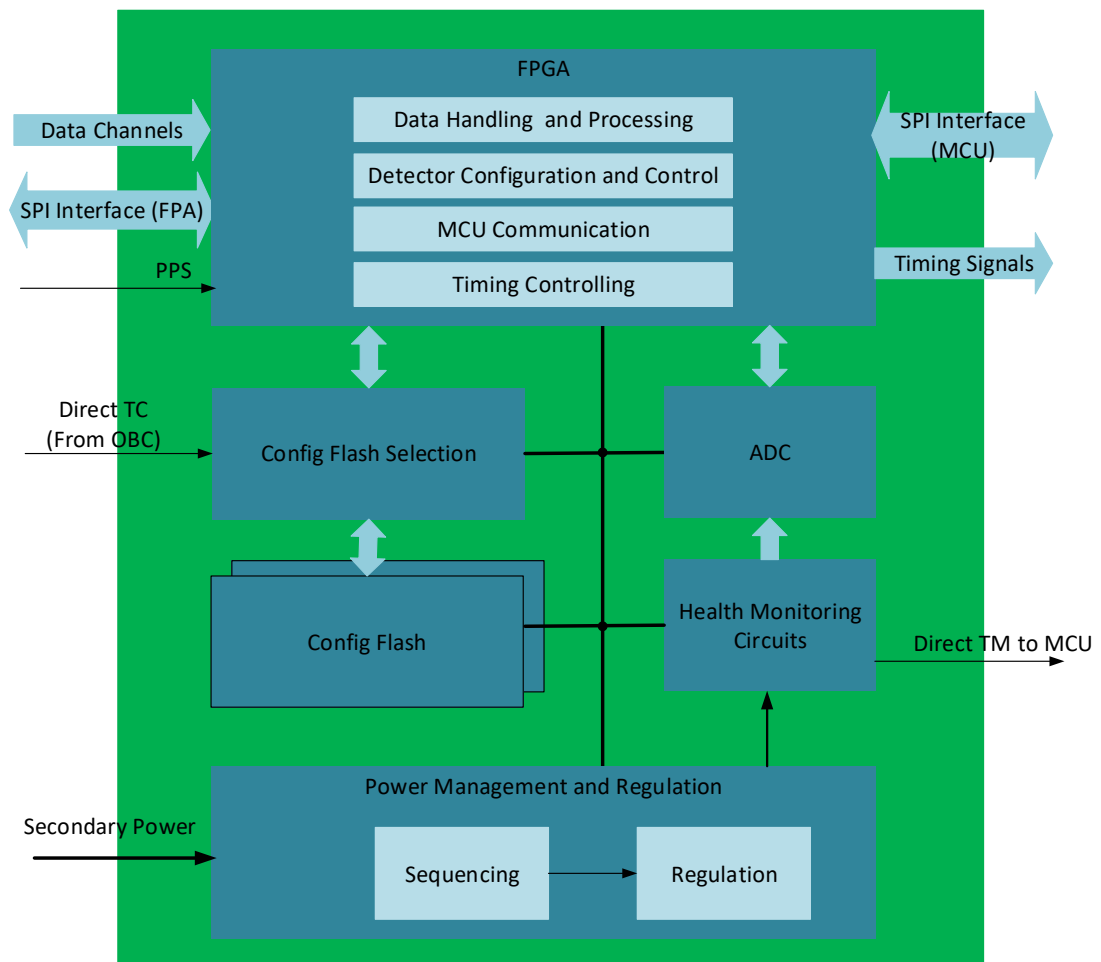 FPGA
Data Handling and Processing
Data Channels
SPI Interface
(MCU)
Detector Configuration and Control
SPI Interface (FPA)
MCU Communication
PPS
Timing Controlling
Timing Signals
Direct TC
(From OBC)
Config Flash Selection
ADC
Config Flash
Health Monitoring
Circuits
Direct TM to MCU
Power Management and Regulation
Secondary Power
Sequencing
Regulation